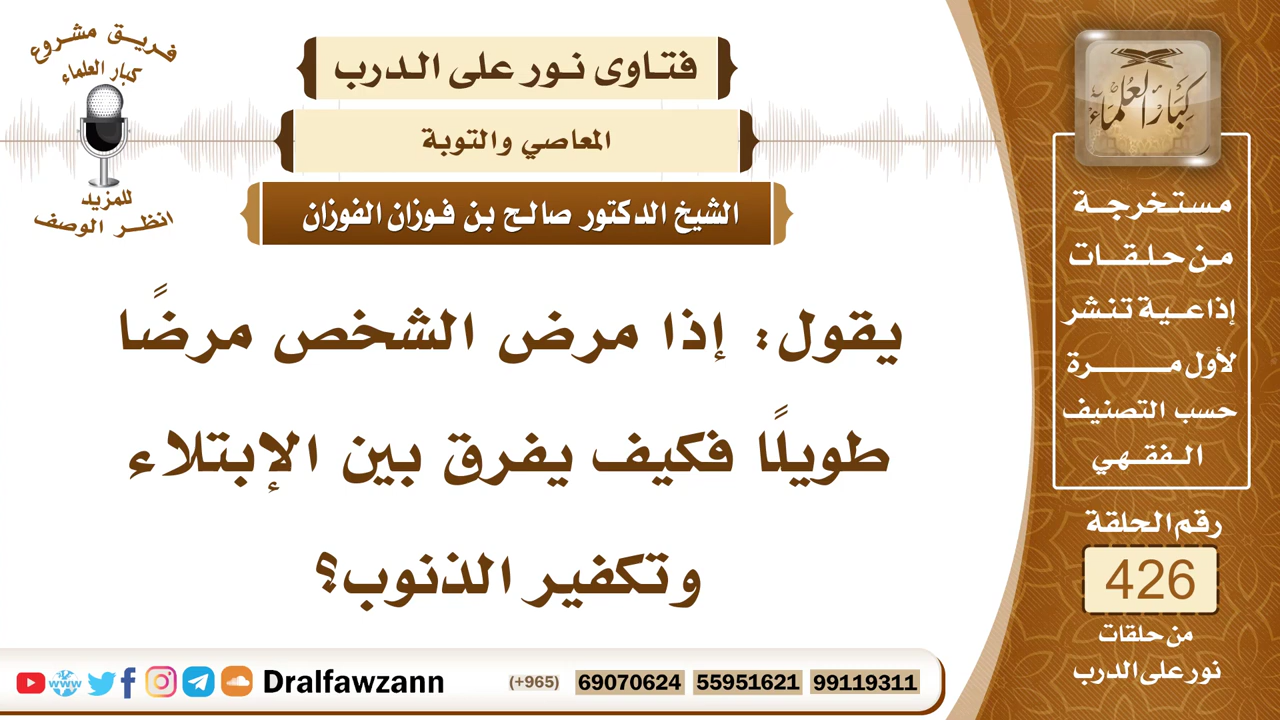 فريق مشروع
كبار العلماء
للمزيد
انظر الوصف
فتاوى نور على الدرب
المعاصي والتوبة
الشيخ الدكتور صالح بن فوزان الفوزان
يقول: إذا مرض الشخص مرضًا
طويلًا فكيف يفرق بين الإبتلاء
وتكفير الذنوب؟
كبار العلماء
مستخرجة
من حلقات
إذاعية تنشر
لأول مرة
حسب التصنيف
الفقهي
رقم الحلقة
426
من حلقات
نور على الدرب
www
Dralfawzann
(+965) 69070624 55951621 99119311